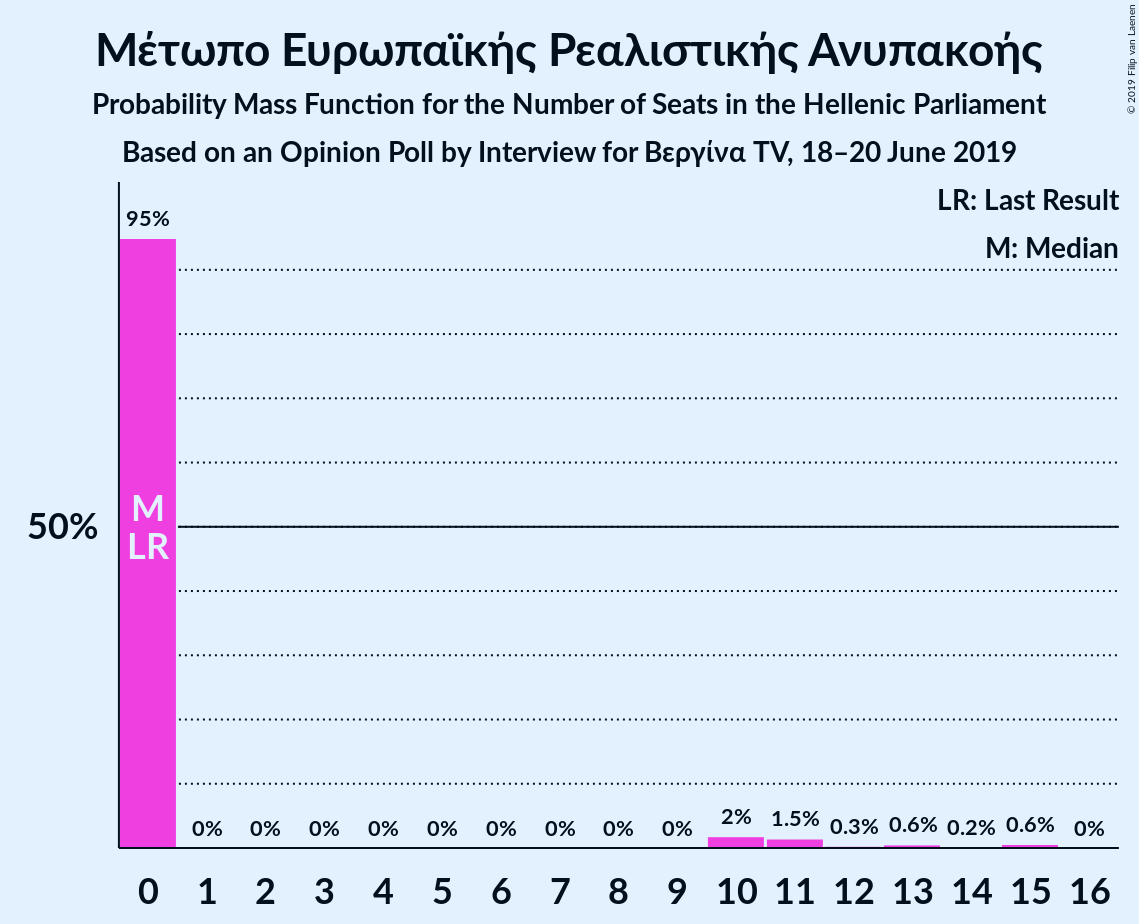 Μέτωπο Ευρωπαϊκής Ρεαλιστικής Ανυπακοής
Probability Mass Function for the Number of Seats in the Hellenic Parliament
Based on an Opinion Poll by Interview for Βεργίνα TV, 18–20 June 2019
© 2019 Filip van Laenen
LR: Last Result
M: Median
95%
M
LR
50%
0% 0% 0% 0% 0% 0% 0% 0% 0% 2% 1.5% 0.3% 0.6% 0.2% 0.6% 0%
0 1 2 3 4 5 6 7 8 9 10 11 12 13 14 15 16